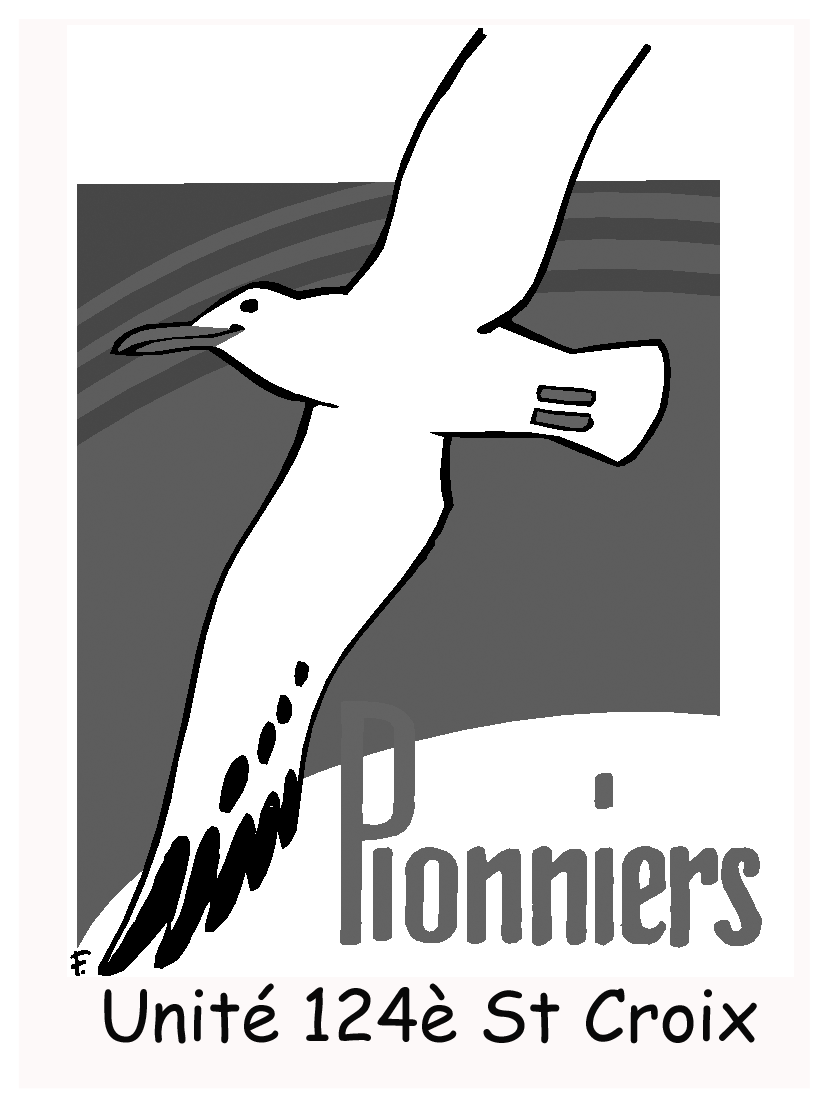 Pionniers
F.
Unité 124è St Croix